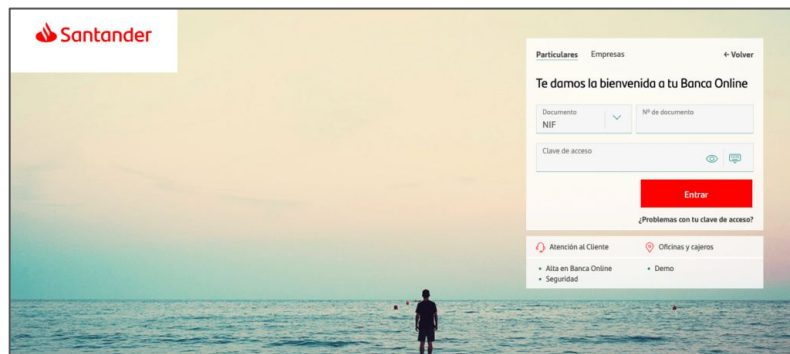 Santander
Particulares Empresas ← Volver
Te damos la bienvenida a tu Banca Online
Documento
NIF
Nº de documento
Clave de acceso
Entrar
¿Problemas con tu clave de acceso?
Atención al Cliente Oficinas y cajeros
• Alta en Banca Online • Demo
• Seguridad